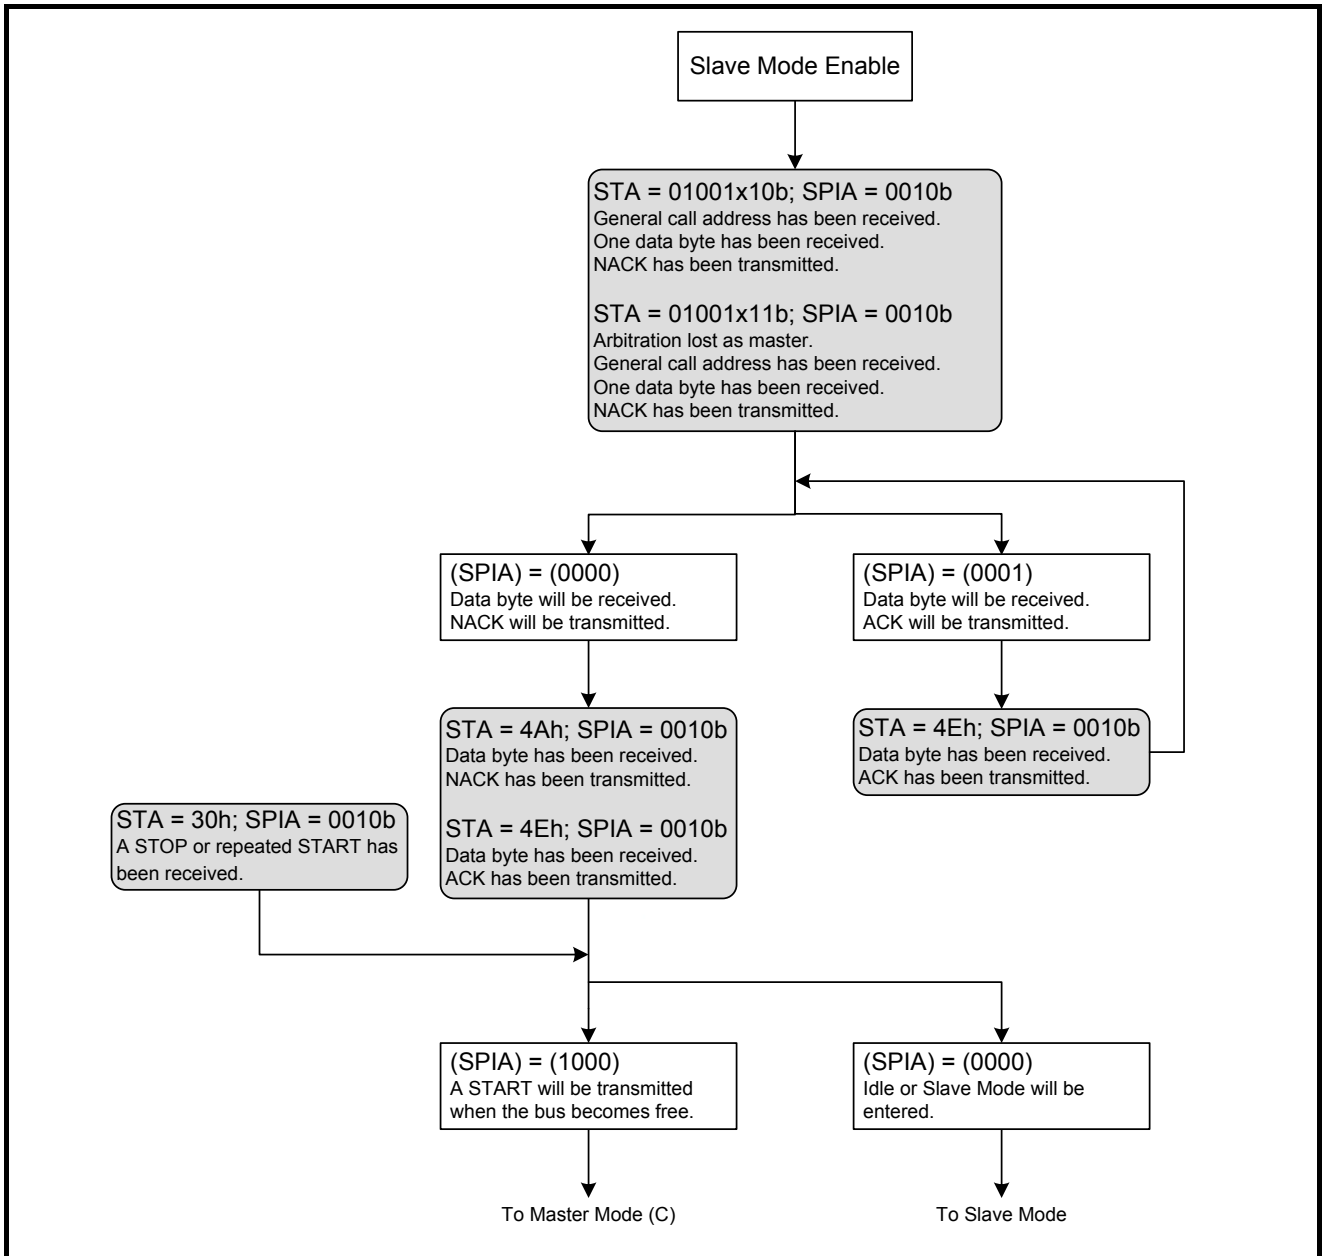 Slave Mode Enable
STA = 01001x10b; SPIA = 0010b
General call address has been received.
One data byte has been received.
NACK has been transmitted.
STA = 01001x11b; SPIA = 0010b
Arbitration lost as master.
General call address has been received.
One data byte has been received.
NACK has been transmitted.
(SPIA) = (0000)
Data byte will be received.
NACK will be transmitted.
(SPIA) = (0001)
Data byte will be received.
ACK will be transmitted.
STA = 4Ah; SPIA = 0010b
Data byte has been received.
NACK has been transmitted.
STA = 4Eh; SPIA = 0010b
Data byte has been received.
ACK has been transmitted.
STA = 4Eh; SPIA = 0010b
Data byte has been received.
ACK has been transmitted.
STA = 30h; SPIA = 0010b
A STOP or repeated START has
been received.
(SPIA) = (1000)
A START will be transmitted
when the bus becomes free.
(SPIA) = (0000)
Idle or Slave Mode will be
entered.
To Master Mode (C)
To Slave Mode